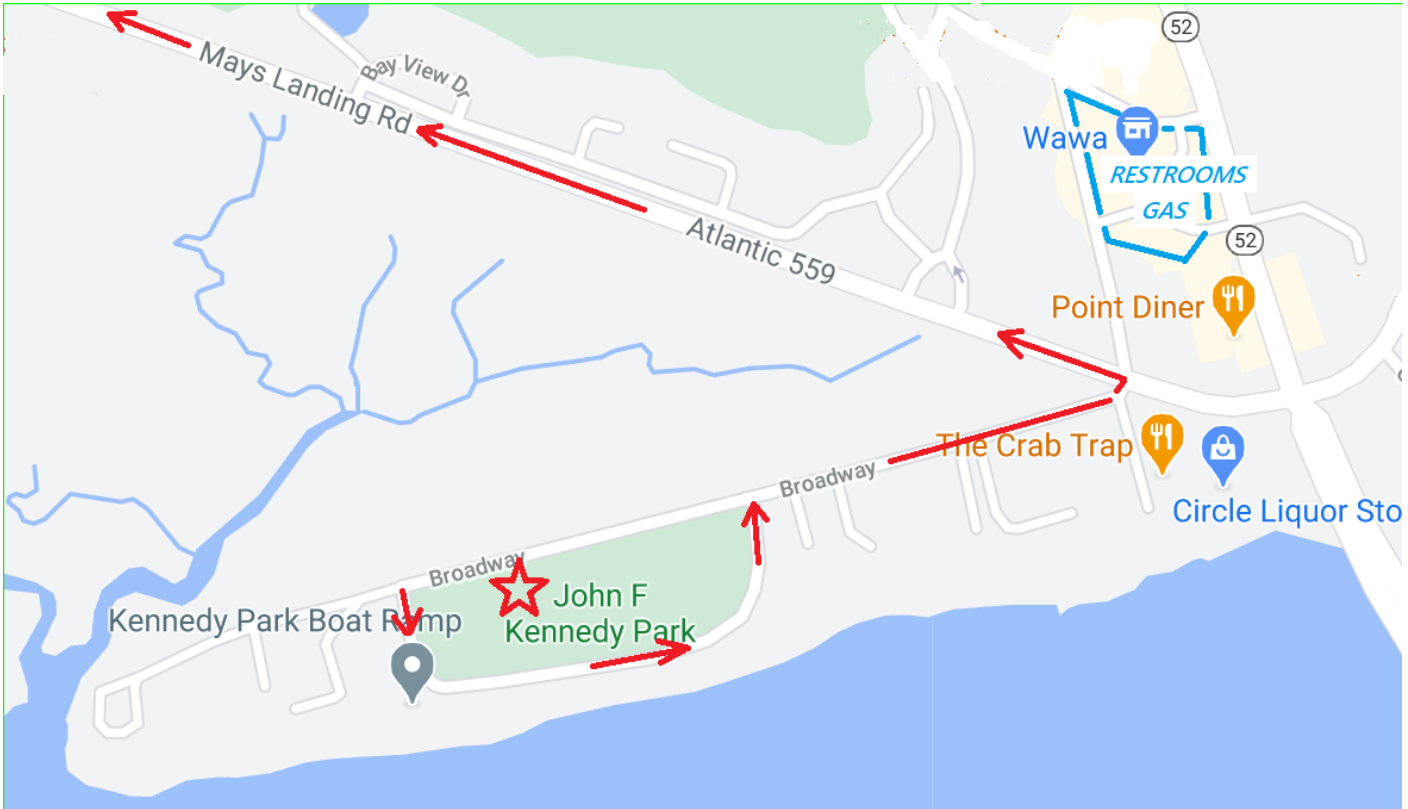 52
Bay View Dr
Mays Landing Rd
Wawa
RESTROOMS
GAS
Atlantic 559
52
Point Diner
The Crab Trap
Broadway
Circle Liquor Sto
Broadway
John F
Kennedy Park
Kennedy Park Boat Ramp